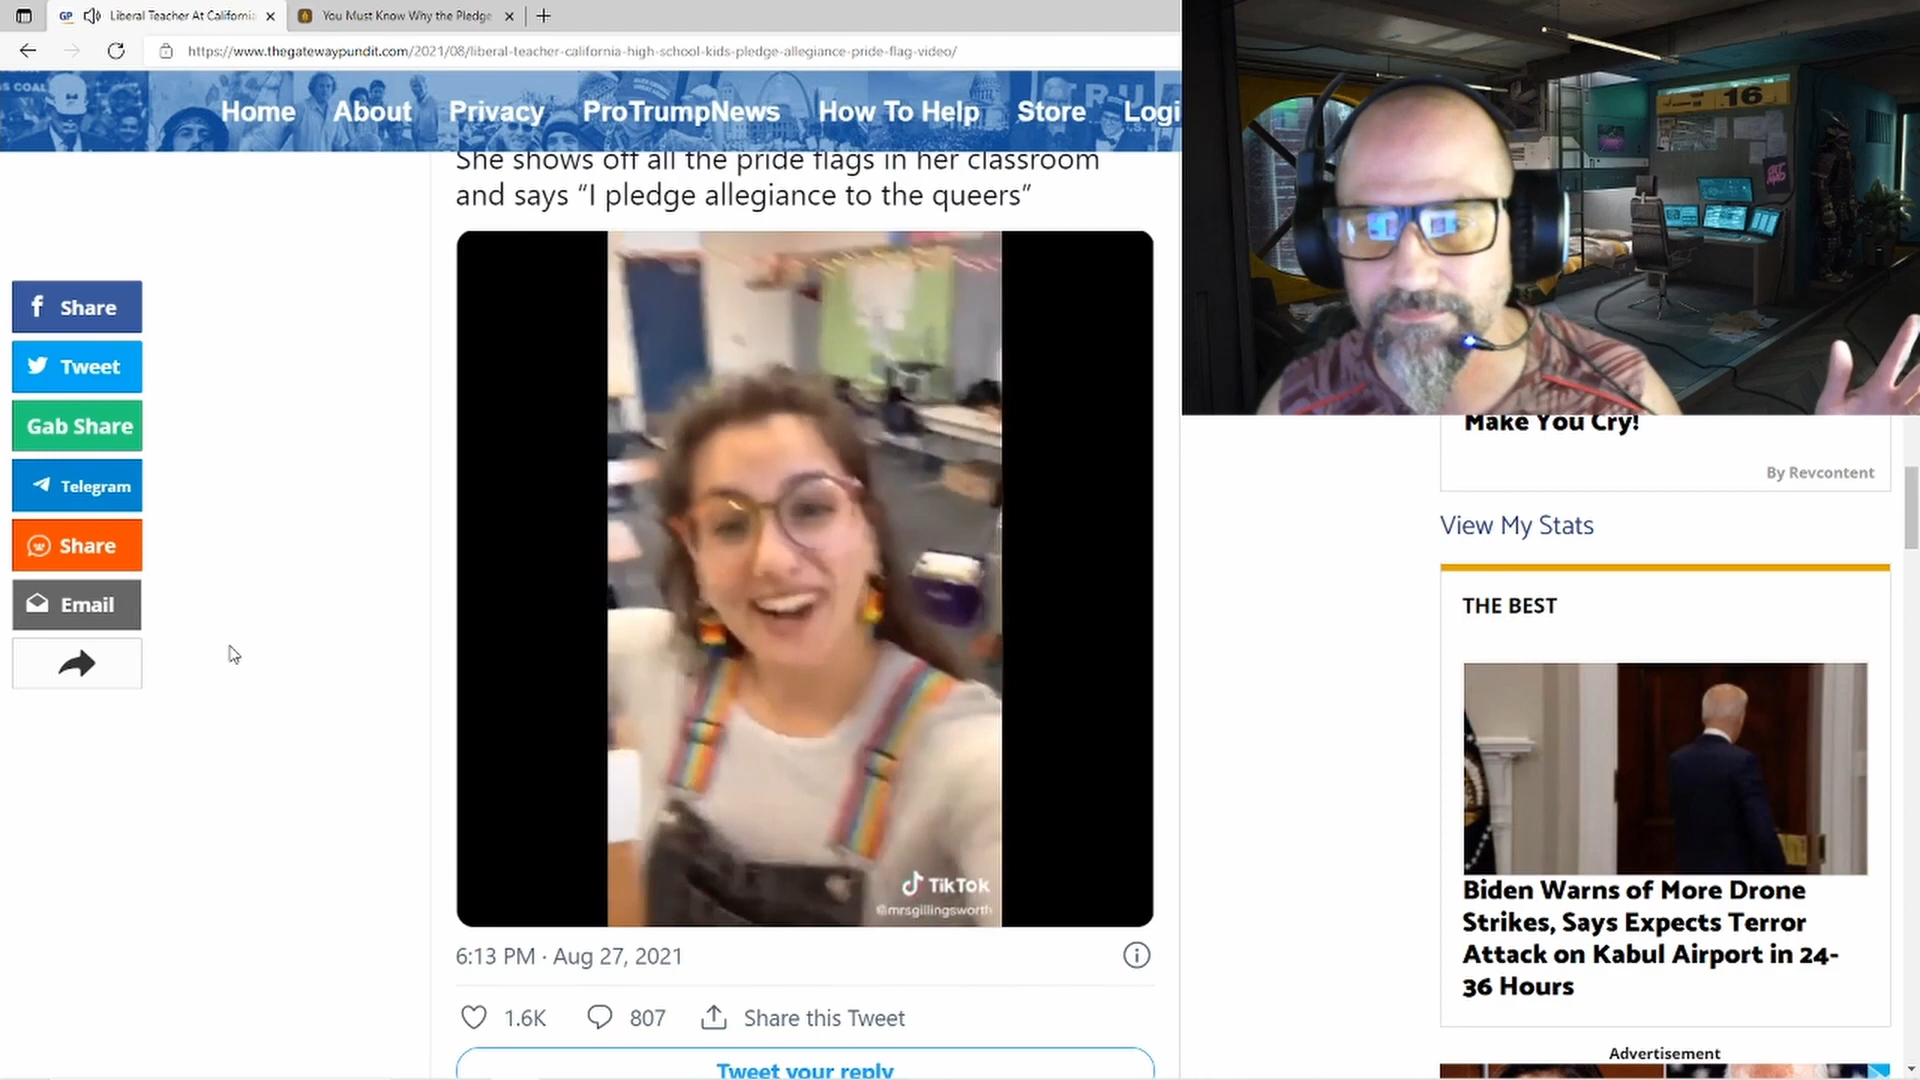 Liberal Teacher At California
You Must Know Why the Pledge
https://www.thegatewaypundit.com/2021/08/liberal-teacher-california-high-school-kids-pledge-allegiance-pride-flag-video/
Home About Privacy ProTrumpNews How To Help Store Logi
She shows off all the pride flags in her classroom
and says “I pledge allegiance to the queers”
Share
Tweet
Gab Share
Telegram
Share
Email
TikTok
@mrsgillingsworth
6:13 PM · Aug 27, 2021
1.6K 807 Share this Tweet
Tweet your reply
16
Make You Cry!
By Revcontent
View My Stats
THE BEST
Biden Warns of More Drone
Strikes, Says Expects Terror
Attack on Kabul Airport in 24-
36 Hours
Advertisement